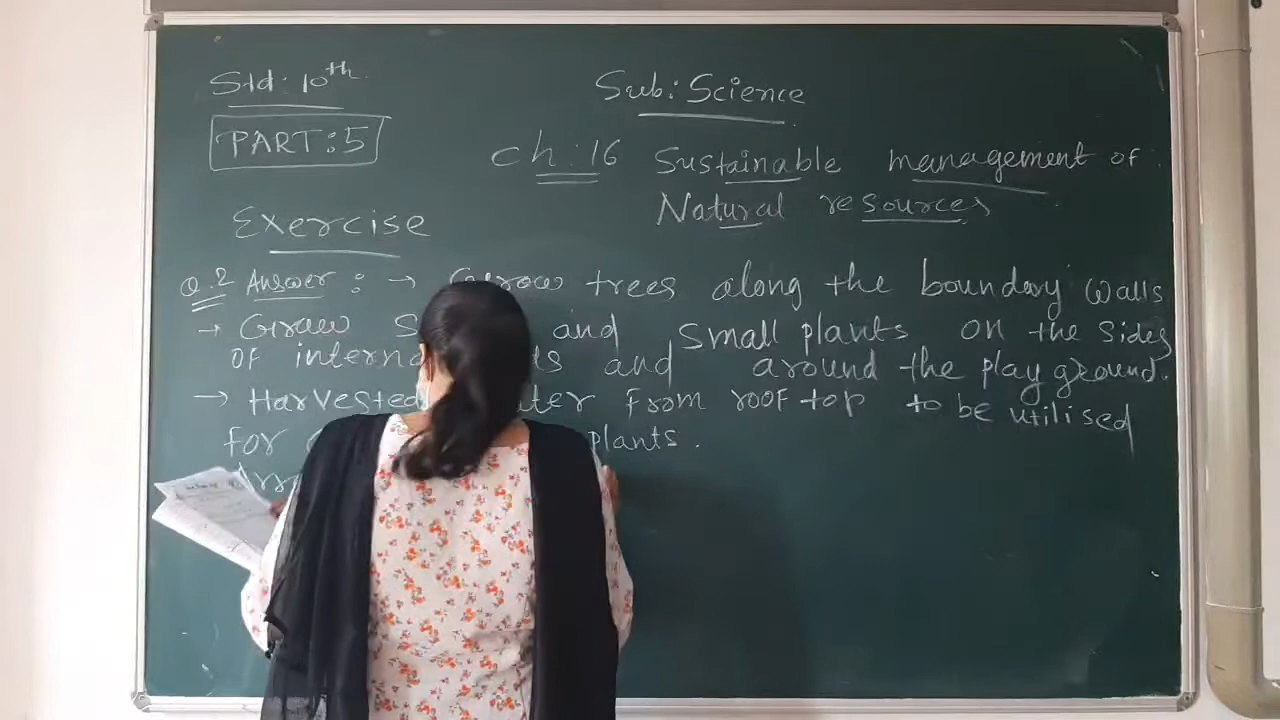 Std: 10th.
Sub: Science
PART: 5
ch: 16 Sustainable management of
Natural resources
Exercise
Q.2 Answer : → Grow trees along the boundary walls
→ Graw and small plants on the sides
of and around the play ground.
→ Harvested from roof top to be utilised
for plants.